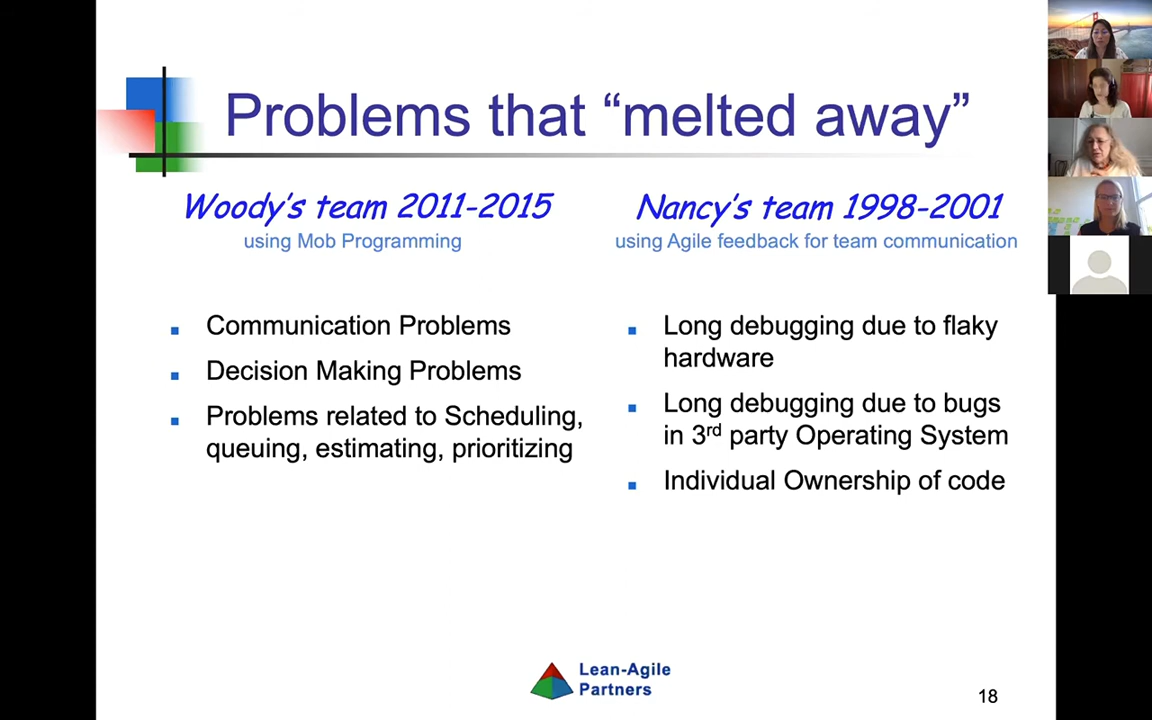 Problems that “melted away”
Woody's team 2011-2015
using Mob Programming
Communication Problems
Decision Making Problems
Problems related to Scheduling,
queuing, estimating, prioritizing
Nancy's team 1998-2001
using Agile feedback for team communication
Long debugging due to flaky
hardware
Long debugging due to bugs
in 3rd party Operating System
Individual Ownership of code
Lean-Agile
Partners
18